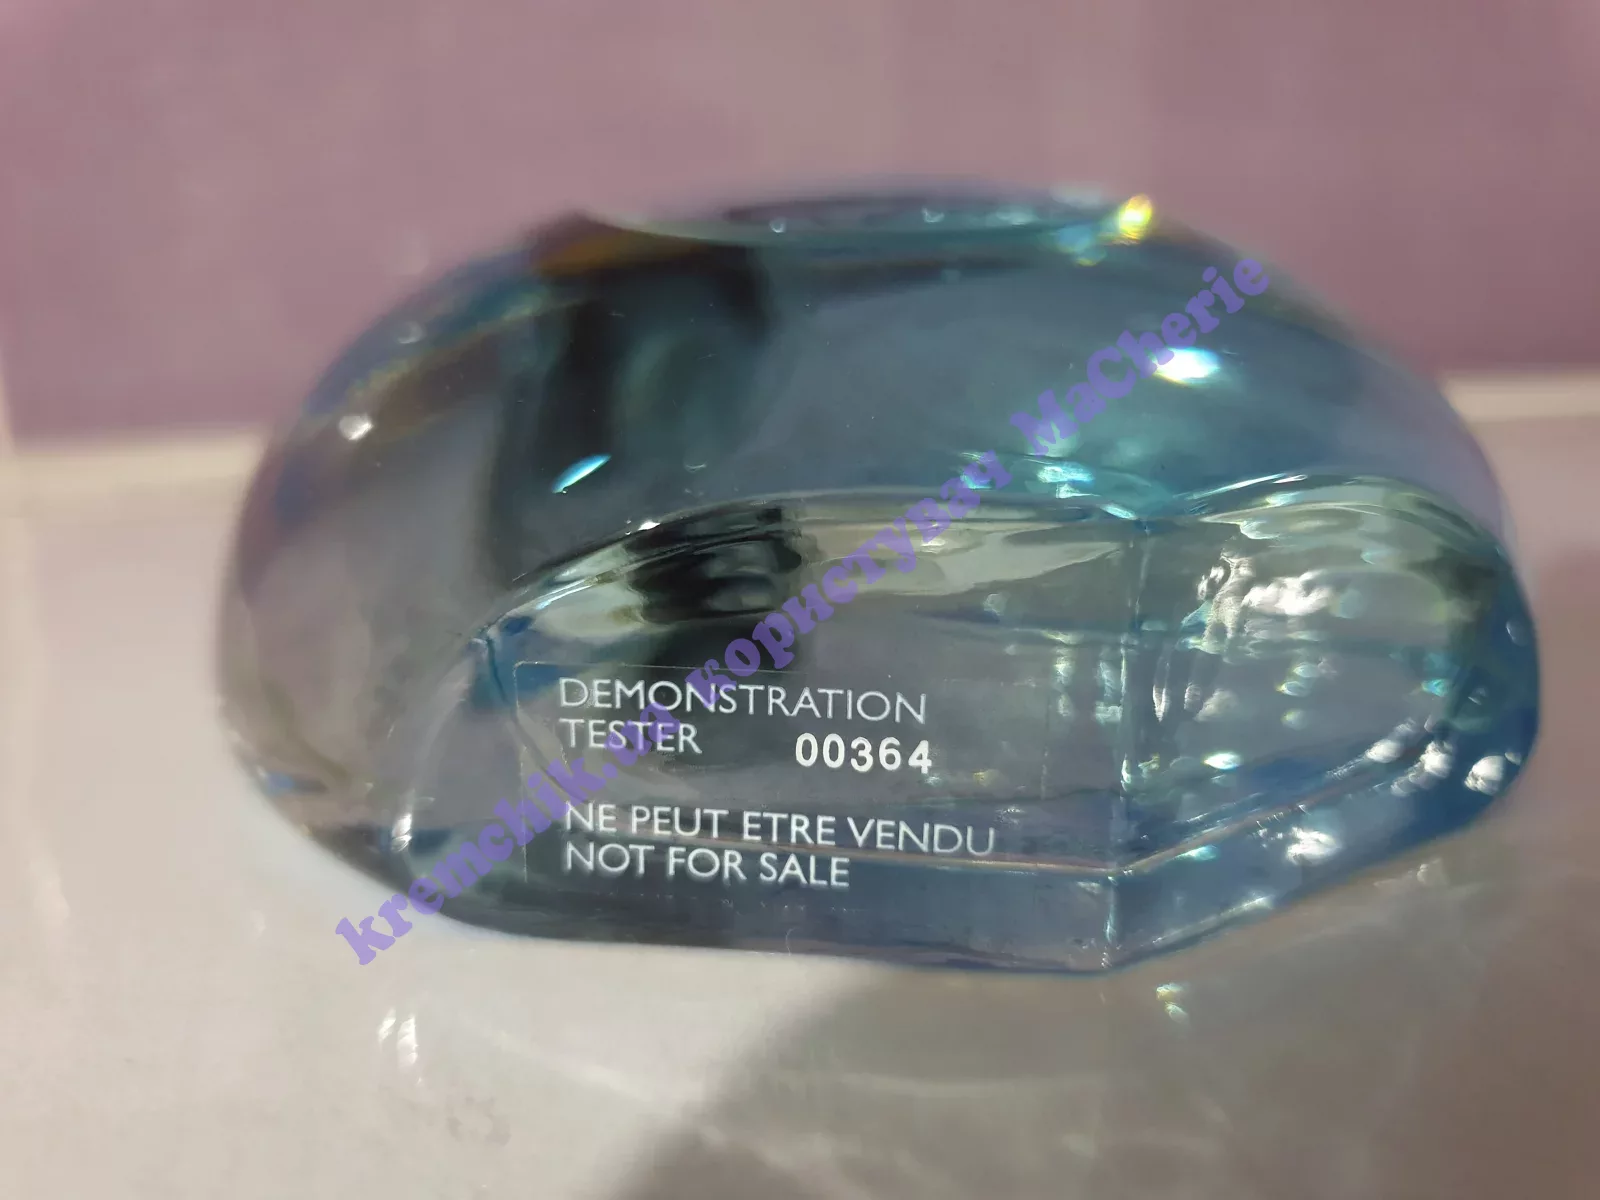 DEMONSTRATION
TESTER 00364
NE PEUT ETRE VENDU
NOT FOR SALE
kremchik.ua користувач MaCherie